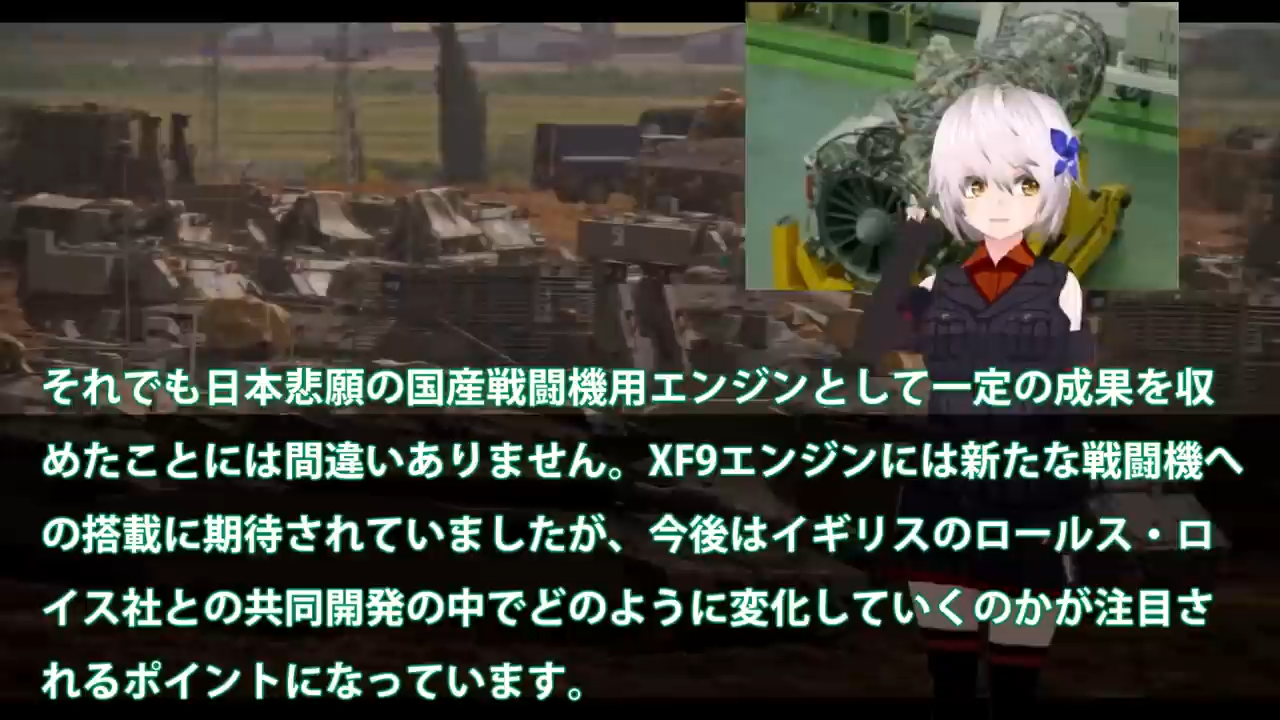 それでも日本悲願の国産戦闘機用エンジンとして一定の成果を収
めたことには間違いありません。XF9エンジンには新たな戦闘機へ
の搭載に期待されていましたが、今後はイギリスのロールス・ロ
イス社との共同開発の中でどのように変化していくのかが注目さ
れるポイントになっています。